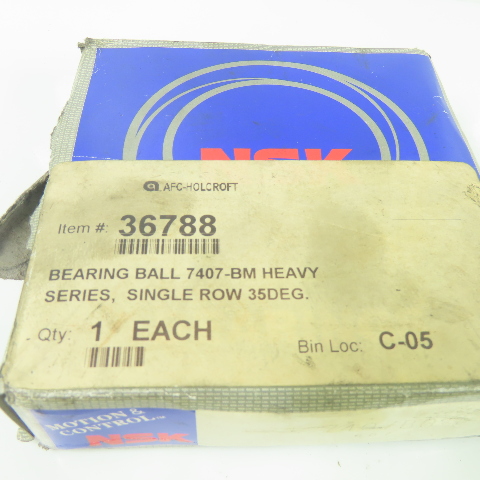 NSK
AFC-HOLCROFT
Item #: 36788
BEARING BALL 7407-BM HEAVY
SERIES, SINGLE ROW 35DEG.
Qty: 1 EACH
Bin Loc: C-05
MOTION &
CONTROL™
NSK